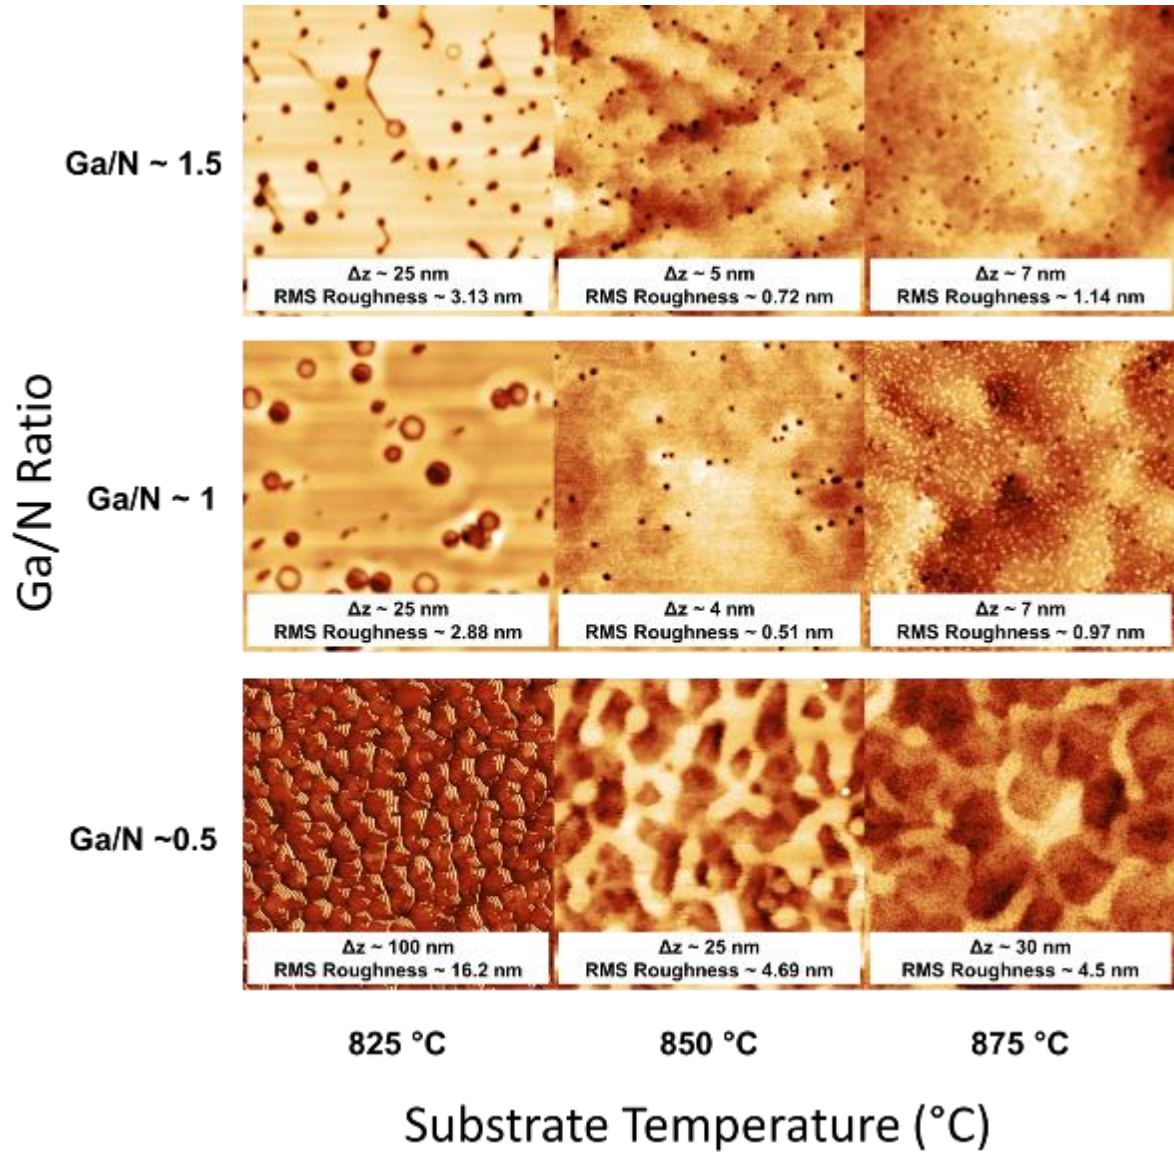 Ga/N Ratio
Ga/N ~ 1.5
Δz ~ 25 nm
RMS Roughness ~ 3.13 nm
Δz ~ 5 nm
RMS Roughness ~ 0.72 nm
Δz ~ 7 nm
RMS Roughness ~ 1.14 nm
Ga/N ~ 1
Δz ~ 25 nm
RMS Roughness ~ 2.88 nm
Δz ~ 4 nm
RMS Roughness ~ 0.51 nm
Δz ~ 7 nm
RMS Roughness ~ 0.97 nm
Ga/N ~0.5
Δz ~ 100 nm
RMS Roughness ~ 16.2 nm
Δz ~ 25 nm
RMS Roughness ~ 4.69 nm
Δz ~ 30 nm
RMS Roughness ~ 4.5 nm
825 °C
850 °C
875 °C
Substrate Temperature (°C)